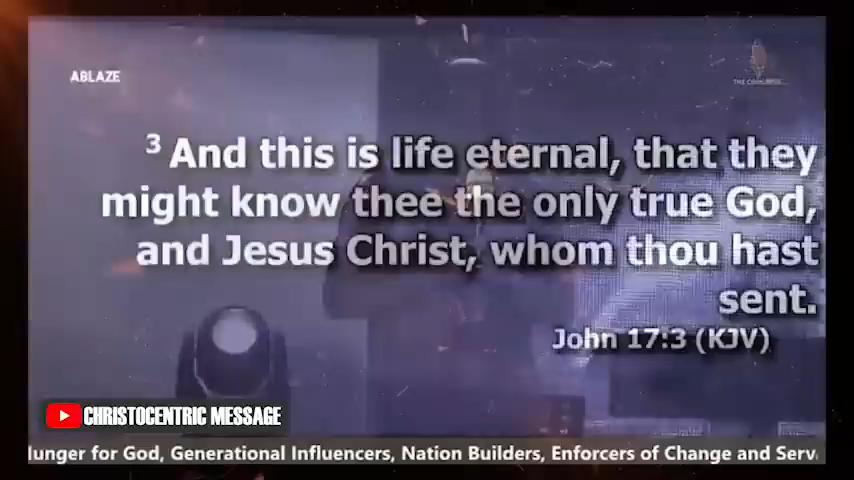 ABLAZE
3 And this is life eternal, that they
might know thee the only true God,
and Jesus Christ, whom thou hast
sent.
John 17:3 (KJV)
CHRISTOCENTRIC MESSAGE
for God, Generational Influencers, Nation Builders, Enforcers of Change and